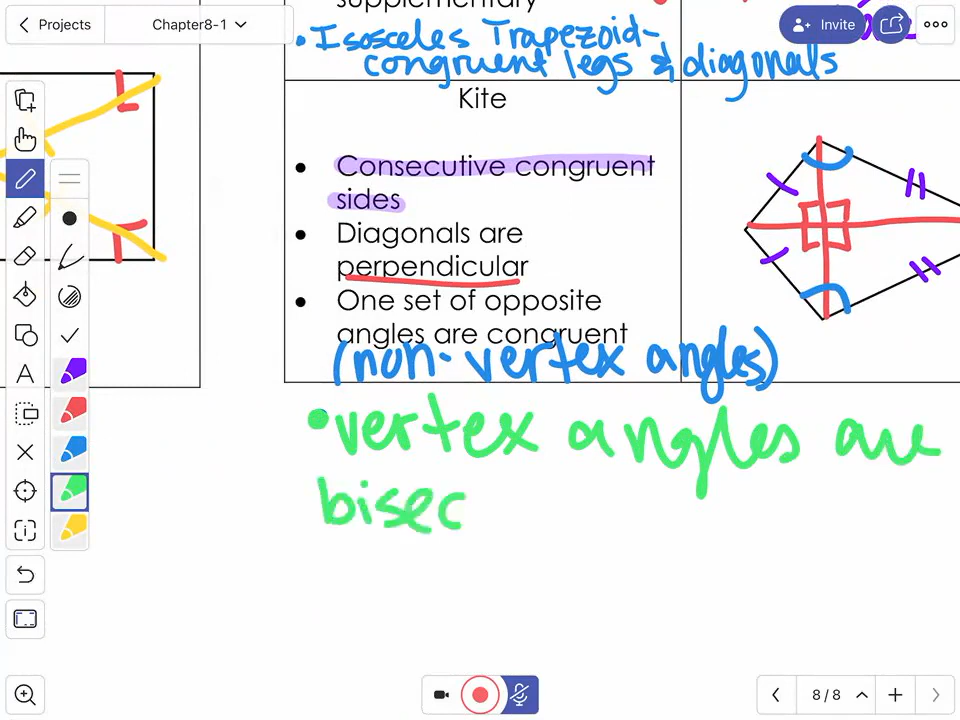 supplementary
Projects
Chapter8-1
Invite
• Isosceles Trapezoid-
congruent legs & diagonals
Kite
• Consecutive congruent
sides
• Diagonals are
perpendicular
• One set of opposite
angles are congruent
(non-vertex angles)
• vertex angles are
bisec
A
8/8